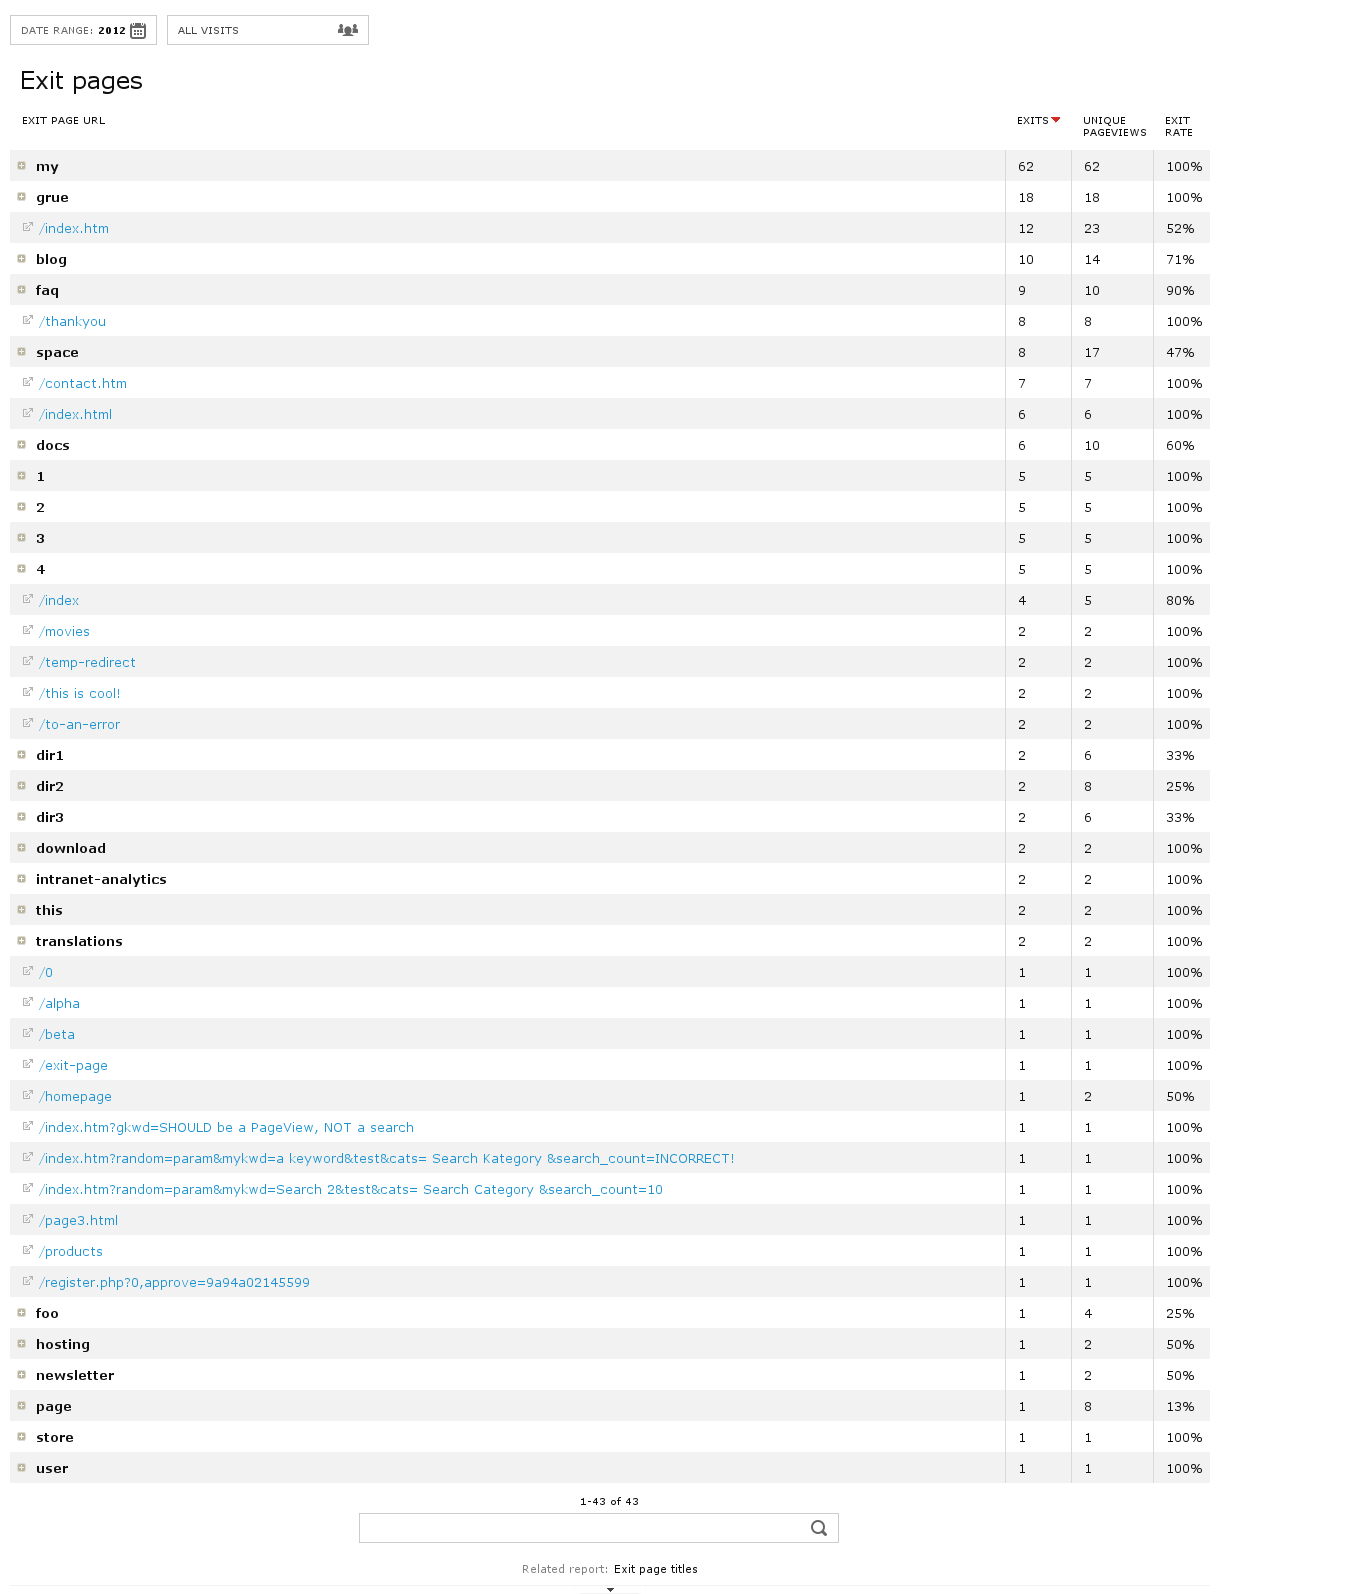 DATE RANGE: 2012 ALL VISITS
Exit pages
EXIT PAGE URL EXITS UNIQUE PAGEVIEWS EXIT RATE
my 62 62 100%
grue 18 18 100%
/index.htm 12 23 52%
blog 10 14 71%
faq 9 10 90%
/thankyou 8 8 100%
space 8 17 47%
/contact.htm 7 7 100%
/index.html 6 6 100%
docs 6 10 60%
1 5 5 100%
2 5 5 100%
3 5 5 100%
4 5 5 100%
/index 4 5 80%
/movies 2 2 100%
/temp-redirect 2 2 100%
/this is cool! 2 2 100%
/to-an-error 2 2 100%
dir1 2 6 33%
dir2 2 8 25%
dir3 2 6 33%
download 2 2 100%
intranet-analytics 2 2 100%
this 2 2 100%
translations 2 2 100%
/0 1 1 100%
/alpha 1 1 100%
/beta 1 1 100%
/exit-page 1 1 100%
/homepage 1 2 50%
/index.htm?gkwd=SHOULD be a PageView, NOT a search 1 1 100%
/index.htm?random=param&mykwd=a keyword&test&cats= Search Kategory &search_count=INCORRECT! 1 1 100%
/index.htm?random=param&mykwd=Search 2&test&cats= Search Category &search_count=10 1 1 100%
/page3.html 1 1 100%
/products 1 1 100%
/register.php?0,approve=9a94a02145599 1 1 100%
foo 1 4 25%
hosting 1 2 50%
newsletter 1 2 50%
page 1 8 13%
store 1 1 100%
user 1 1 100%
1-43 of 43
Related report: Exit page titles